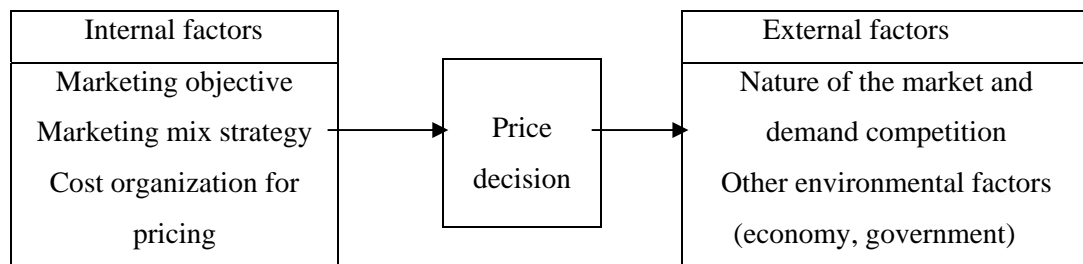 Internal factors
Marketing objective
Marketing mix strategy
Cost organization for
pricing
Price
decision
External factors
Nature of the market and
demand competition
Other environmental factors
(economy, government)